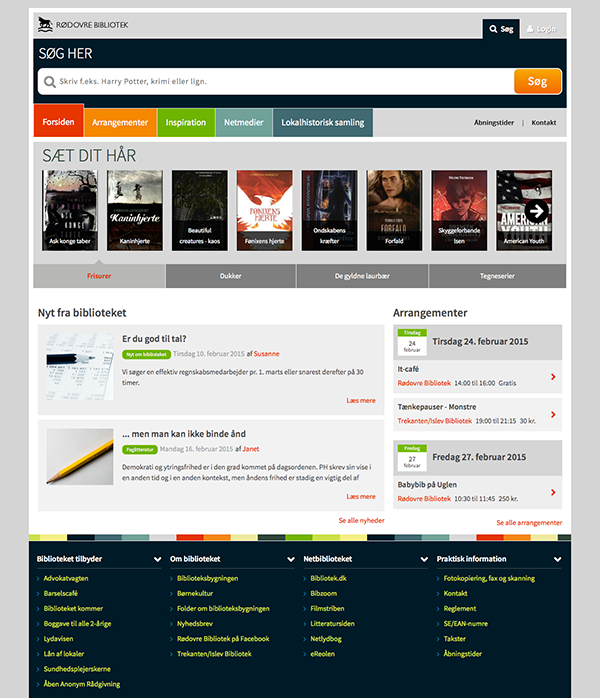 RØDOVRE BIBLIOTEK
Søg
Login
SØG HER
Skriv f.eks. Harry Potter, krimi eller lign.
Søg
Forsiden
Arrangementer
Inspiration
Netmedier
Lokalhistorisk samling
Åbningstider | Kontakt
SÆT DIT HÅR
ASK KONGE TABER
Kaninhjerte
FØNIXENS HJERTE
FORFALD
AMERICAN YOUTH
Ask konge taber
Kaninhjerte
Beautiful creatures - kaos
Fønixens hjerte
Ondskabens kræfter
Forfald
Skyggeforbandelsen
American Youth
Frisurer
Dukker
De gyldne laurbær
Tegneserier
Nyt fra biblioteket
Er du god til tal?
Nyt om biblioteket Tirsdag 10. februar 2015 af Susanne
Vi søger en effektiv regnskabsmedarbejder pr. 1. marts eller snarest derefter på 30
timer.
Læs mere
... men man kan ikke binde ånd
Faglitteratur Mandag 16. februar 2015 af Janet
Demokrati og ytringsfrihed er i den grad kommet på dagsordenen. PH skrev sin vise i
en anden tid og i en anden kontekst, men åndens frihed er stadig en vigtig del af
Læs mere
Se alle nyheder
Arrangementer
Tirsdag
24
februar
Tirsdag 24. februar 2015
It-café
Rødovre Bibliotek 14:00 til 16:00 Gratis
Tænkepauser - Monstre
Trekanten/Islev Bibliotek 19:00 til 21:15 30 kr.
Fredag
27
februar
Fredag 27. februar 2015
Babybib på Uglen
Rødovre Bibliotek 10:30 til 11:45 250 kr.
Se alle arrangementer
Biblioteket tilbyder
Advokatvagten
Barselscafé
Biblioteket kommer
Boggave til alle 2-årige
Lydavisen
Lån af lokaler
Sundhedsplejerskerne
Åben Anonym Rådgivning
Om biblioteket
Biblioteksbygningen
Børnekultur
Folder om biblioteksbygningen
Nyhedsbrev
Rødovre Bibliotek på Facebook
Trekanten/Islev Bibliotek
Netbiblioteket
Bibliotek.dk
Bibzoom
Filmstriben
Litteratursiden
Netlydbog
eReolen
Praktisk information
Fotokopiering, fax og skanning
Kontakt
Reglement
SE/EAN-numre
Takster
Åbningstider